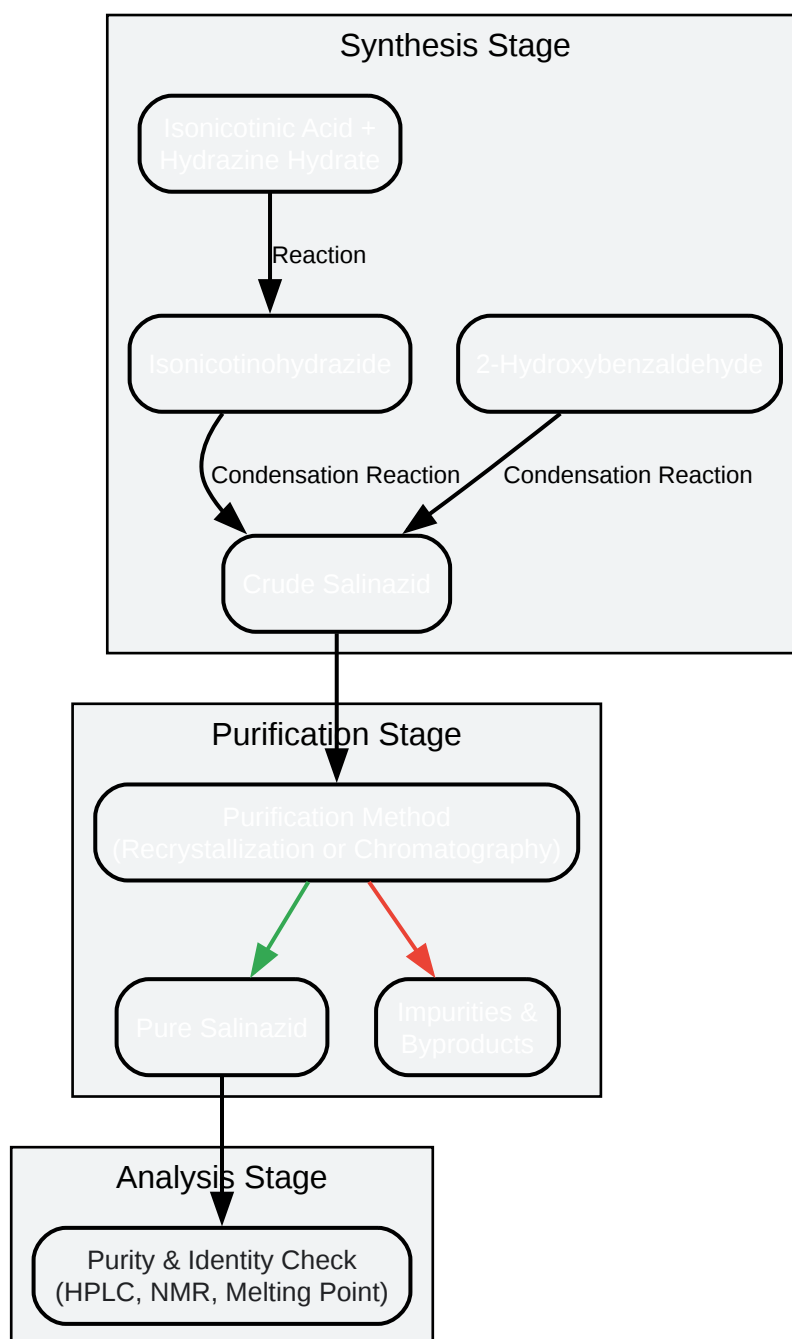 Synthesis Stage
Isonicotinic Acid +
Hydrazine Hydrate
Reaction
Isonicotinohydrazide
2-Hydroxybenzaldehyde
Condensation Reaction
Condensation Reaction
Crude Salinazid
Purification Stage
Purification Method
(Recrystallization or Chromatography)
Pure Salinazid
Impurities &
Byproducts
Analysis Stage
Purity & Identity Check
(HPLC, NMR, Melting Point)